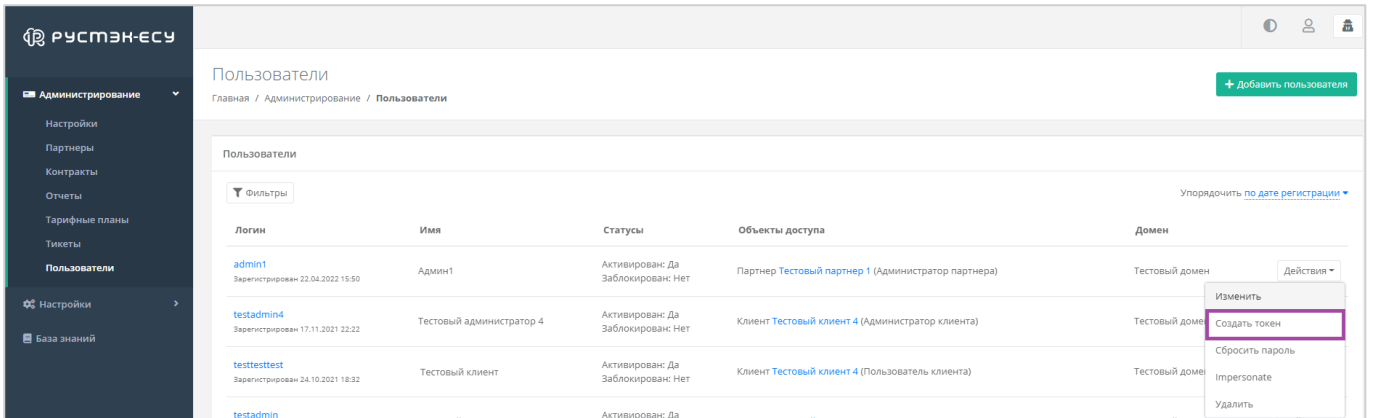 РУСТЭК-ЕСУ
Администрирование
Настройки
Партнеры
Контракты
Отчеты
Тарифные планы
Тикеты
Пользователи
Настройки
База знаний
Пользователи
Главная / Администрирование / Пользователи
+ Добавить пользователя
Пользователи
Фильтры
Упорядочить по дате регистрации
Логин Имя Статусы Объекты доступа Домен
admin1
Зарегистрирован 22.04.2022 15:50
Админ1
Активирован: Да
Заблокирован: Нет
Партнер Тестовый партнер 1 (Администратор партнера)
Тестовый домен
Действия
Изменить
Создать токен
Сбросить пароль
Impersonate
Удалить
testadmin4
Зарегистрирован 17.11.2021 22:22
Тестовый администратор 4
Активирован: Да
Заблокирован: Нет
Клиент Тестовый клиент 4 (Администратор клиента)
Тестовый
testtesttest
Зарегистрирован 24.10.2021 18:32
Тестовый клиент
Активирован: Да
Заблокирован: Нет
Клиент Тестовый клиент 4 (Пользователь клиента)
Тестовый
testadmin
Активирован: Да